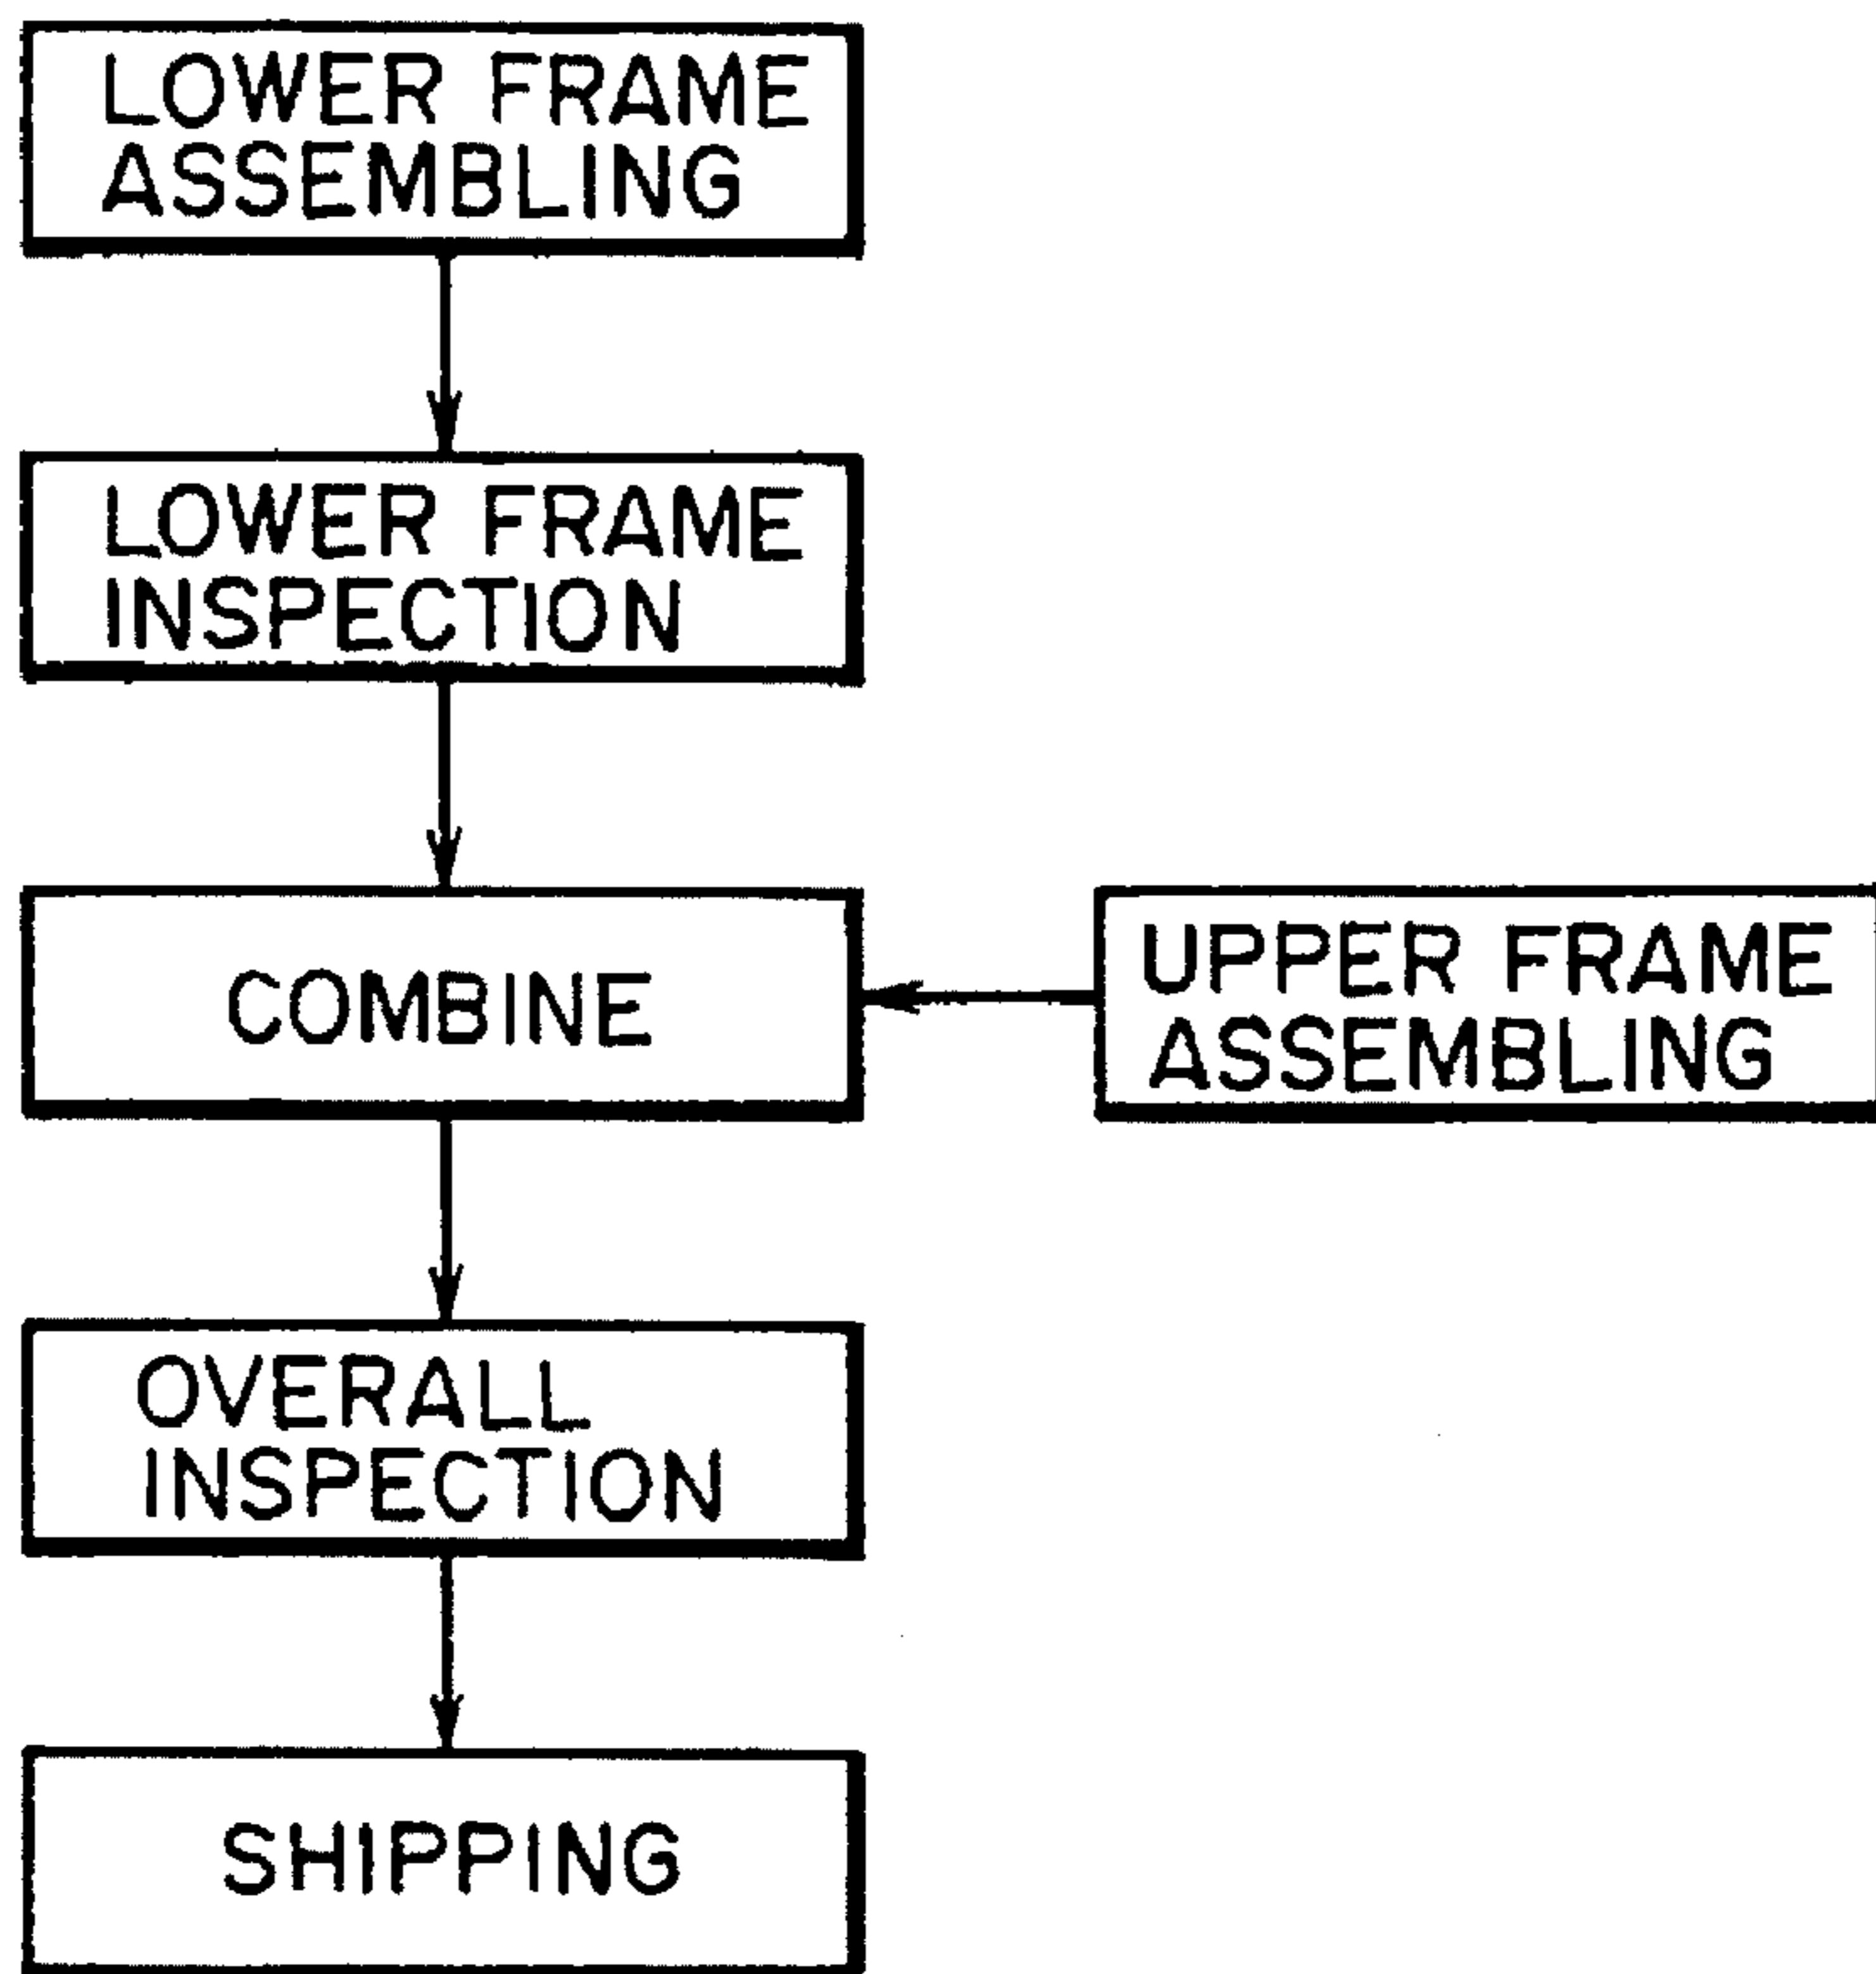 LOWER FRAME
ASSEMBLING
LOWER FRAME
INSPECTION
COMBINE
UPPER FRAME
ASSEMBLING
OVERALL
INSPECTION
SHIPPING